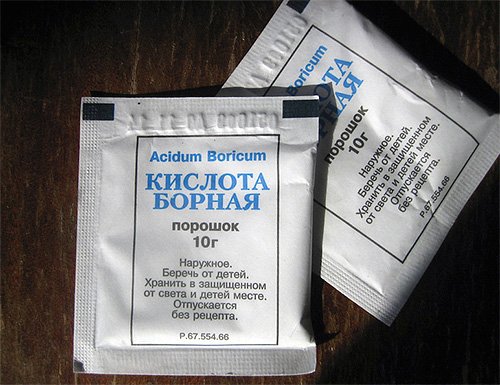 Acidum Boricum
КИСЛОТА
БОРНАЯ
порошок
10г
Наружное.
Беречь от детей.
Хранить в защищенном
от света и детей месте.
Отпускается
без рецепта.
Р.67.554.66
Boricum
КИСЛОТА
БОРНАЯ
порошок
10г
Наружное.
Беречь от детей.
Хранить в защищенном
от света и детей месте.
Отпускается
без рецепта.
Р.67.554.66